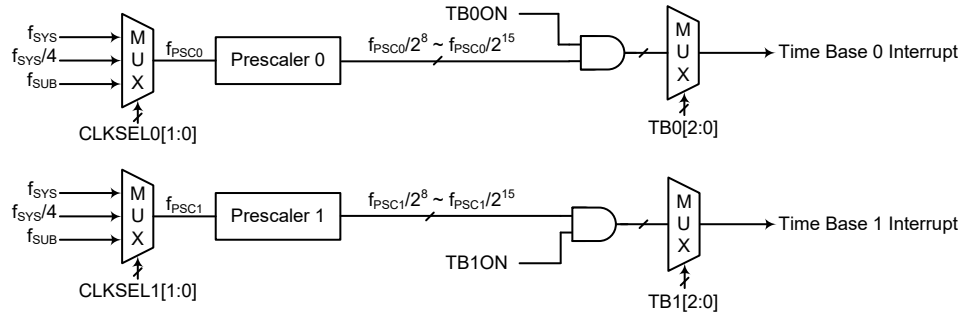 TB0ON
fSYS
fSYS/4
fSUB
M
U
X
fPSC0
Prescaler 0
fPSC0/2^8 ~ fPSC0/2^15
M
U
X
Time Base 0 Interrupt
CLKSEL0[1:0]
TB0[2:0]
fSYS
fSYS/4
fSUB
M
U
X
fPSC1
Prescaler 1
fPSC1/2^8 ~ fPSC1/2^15
M
U
X
Time Base 1 Interrupt
TB1ON
CLKSEL1[1:0]
TB1[2:0]